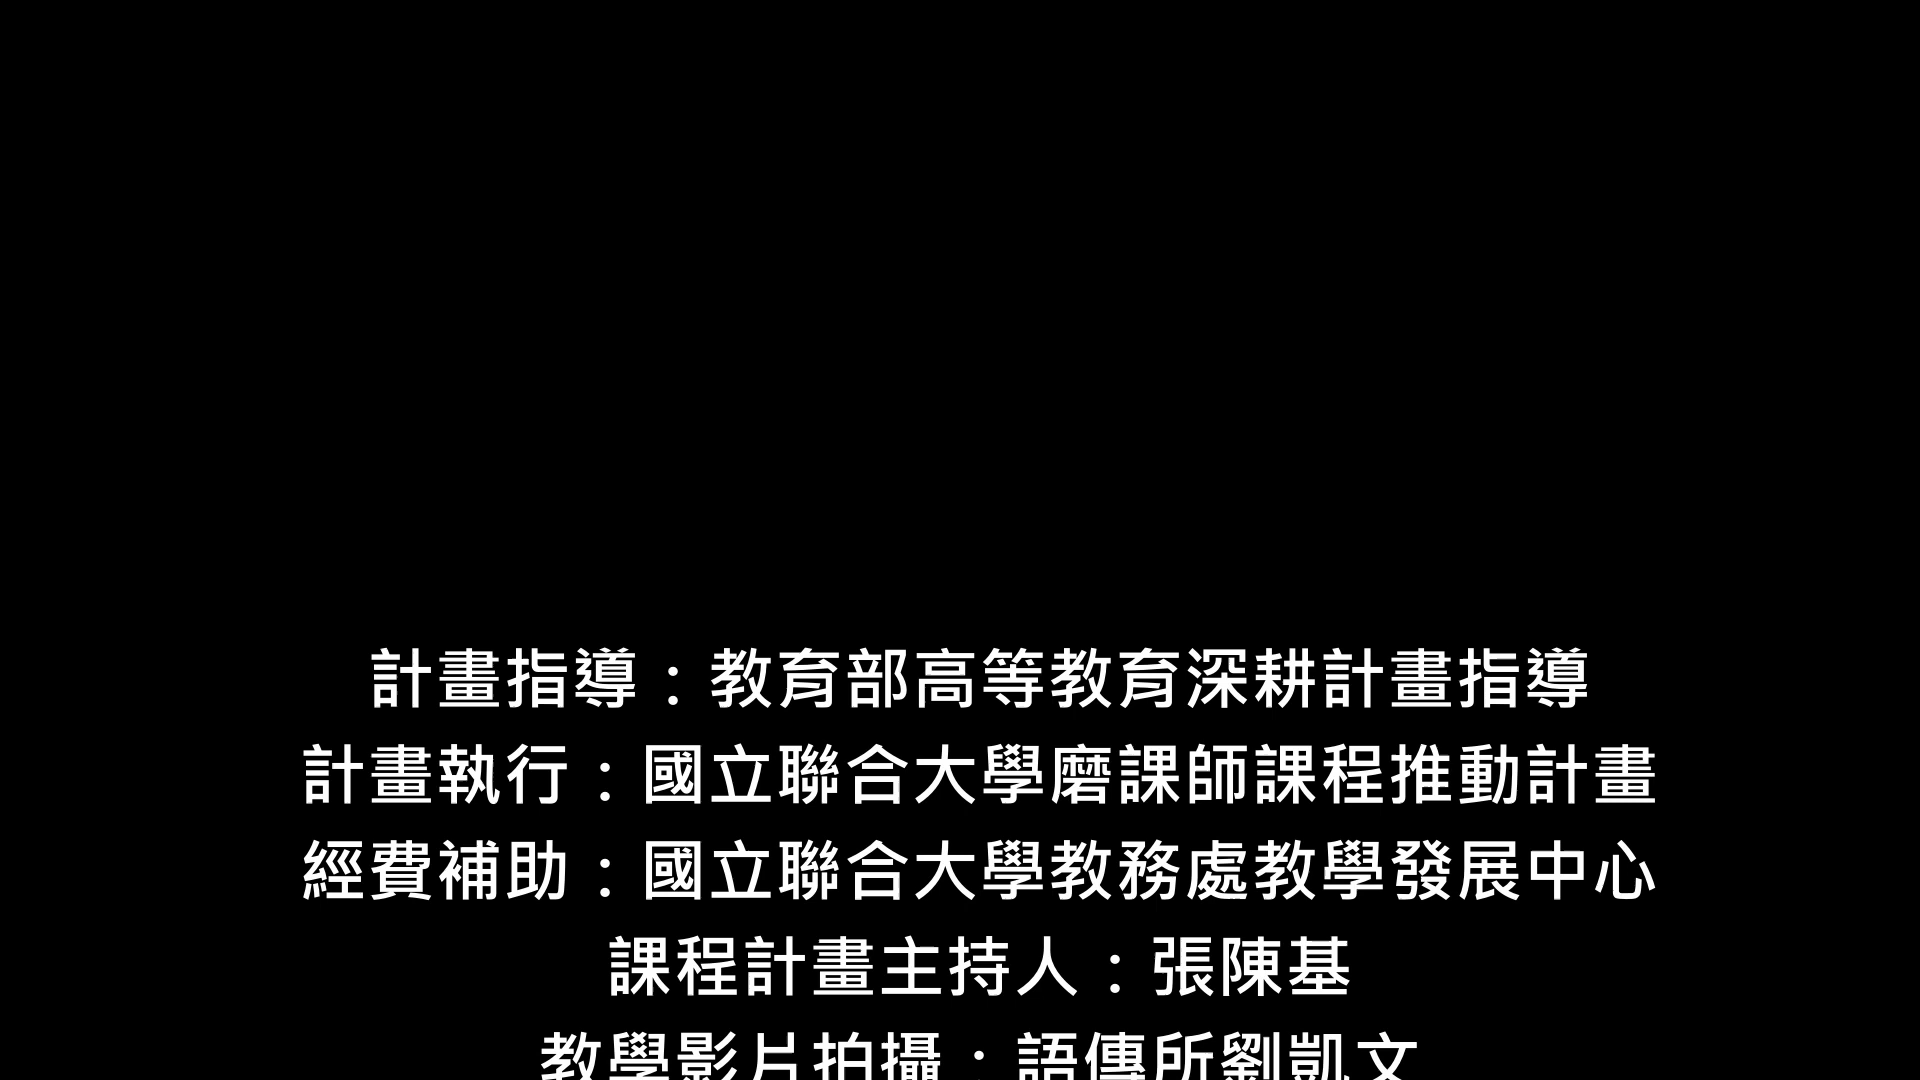 計畫指導：教育部高等教育深耕計畫指導
計畫執行：國立聯合大學磨課師課程推動計畫
經費補助：國立聯合大學教務處教學發展中心
課程計畫主持人：張陳基
教學影片拍攝：語傳所劉凱文